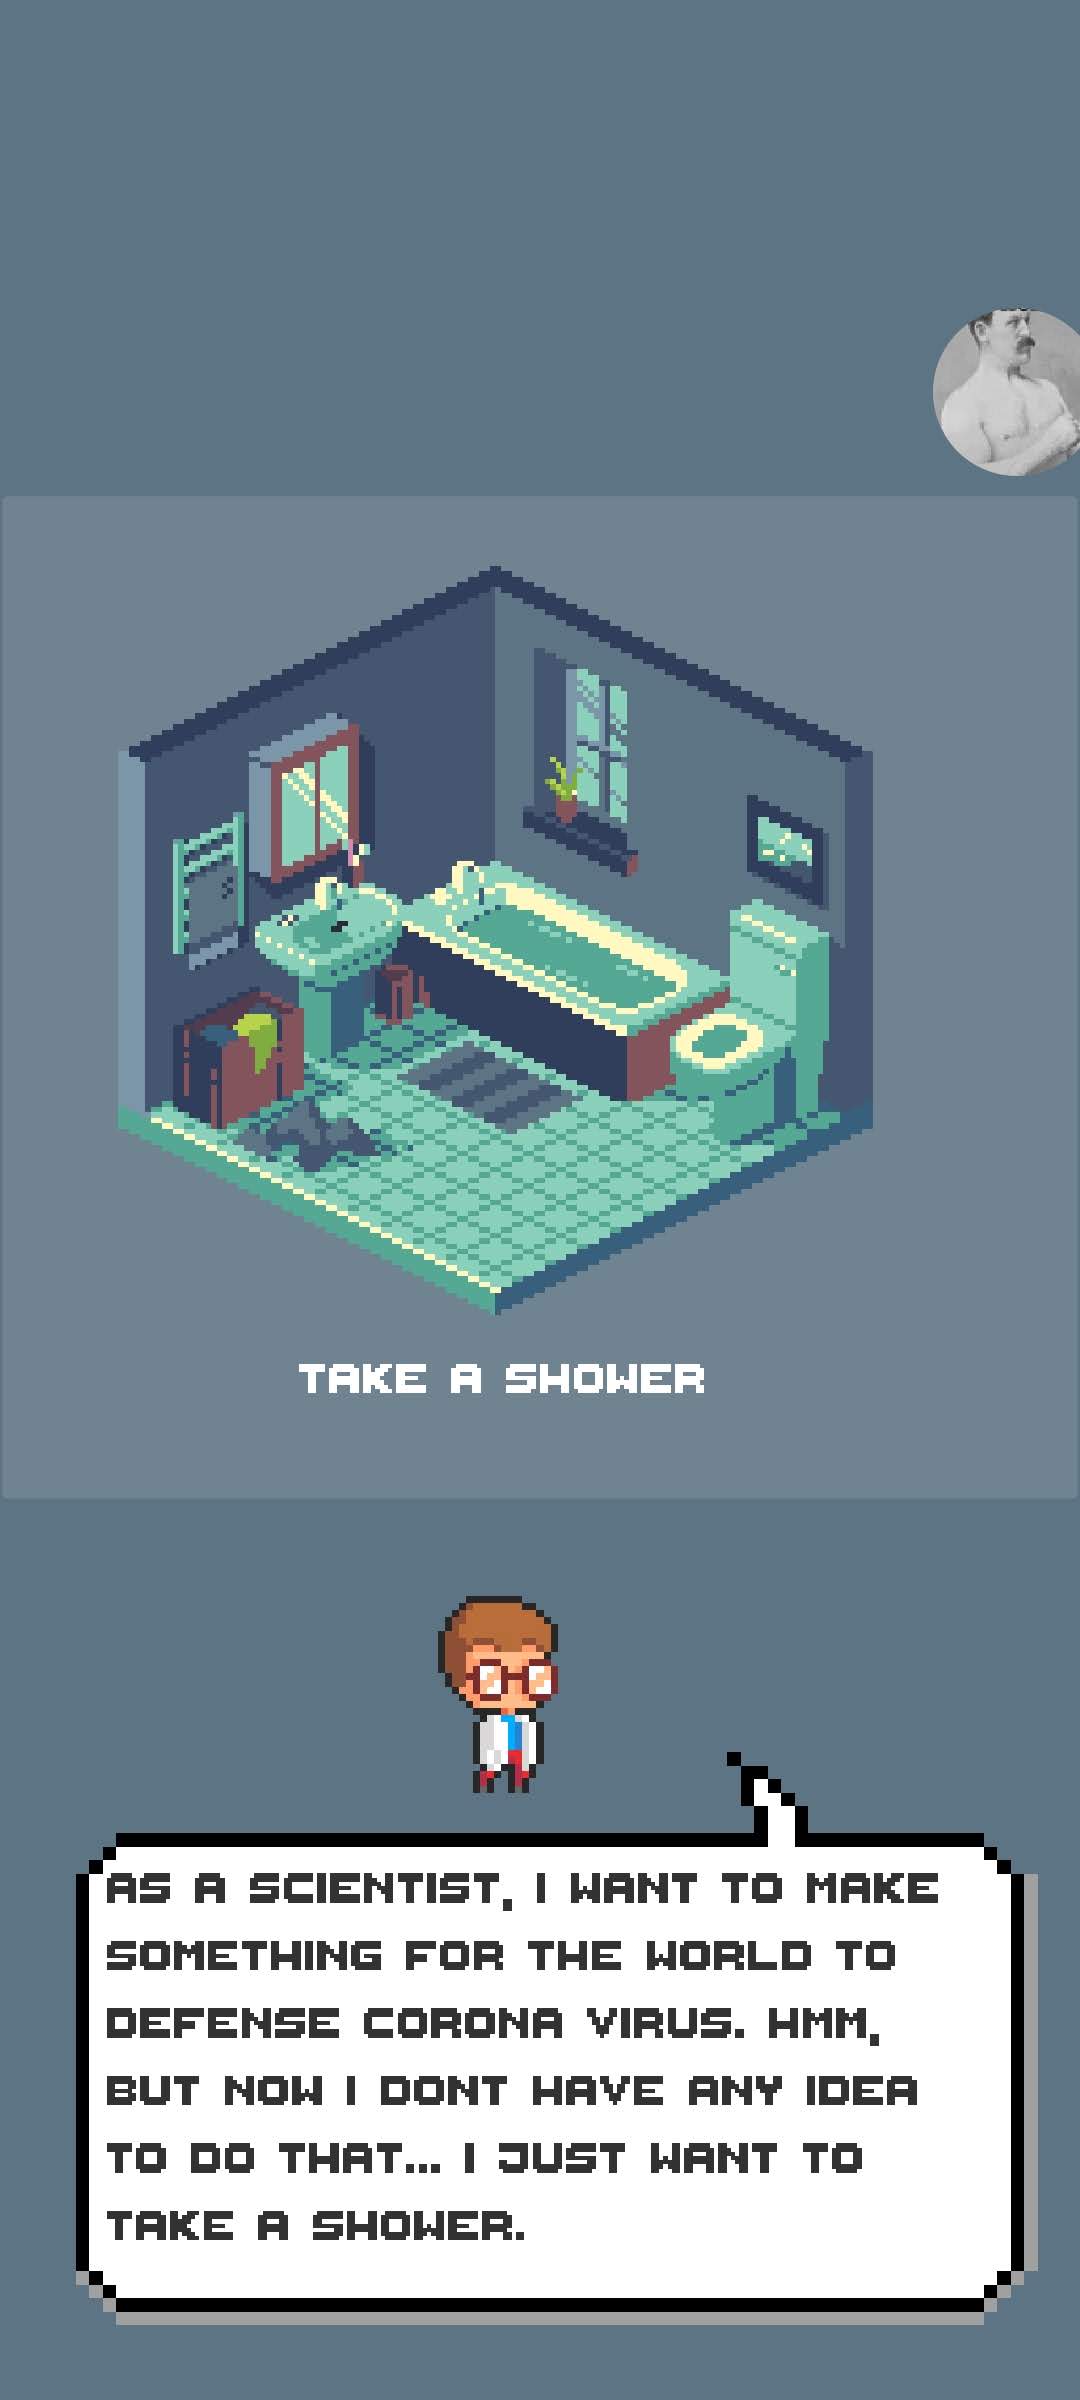 TAKE A SHOWER
AS A SCIENTIST, I WANT TO MAKE
SOMETHING FOR THE WORLD TO
DEFENSE CORONA VIRUS. HMM,
BUT NOW I DONT HAVE ANY IDEA
TO DO THAT... I JUST WANT TO
TAKE A SHOWER.